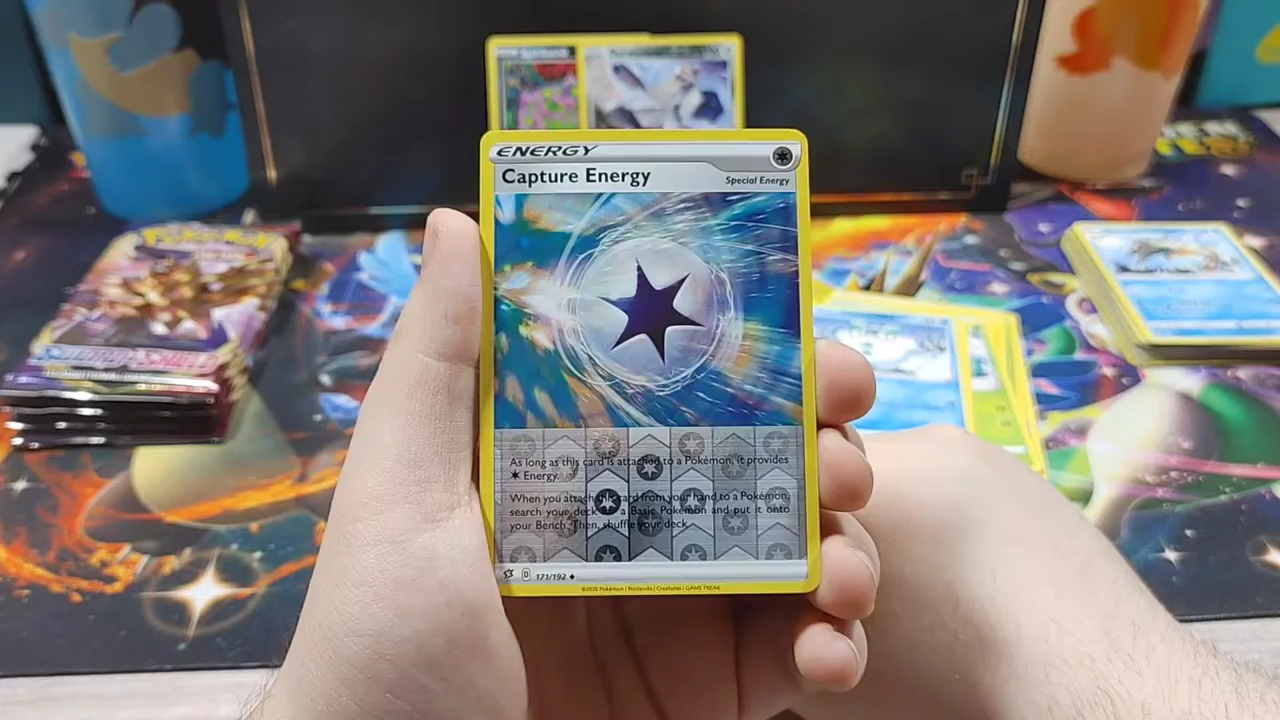 ENERGY
Capture Energy
Special Energy
As long as this card is attached to a Pokémon, it provides
Energy.
When you attach this card from your hand to a Pokémon,
search your deck for a Basic Pokémon and put it onto
your Bench. Then, shuffle your deck.
D 171/192
©2020 Pokémon / Nintendo / Creatures / GAME FREAK
POKéMON